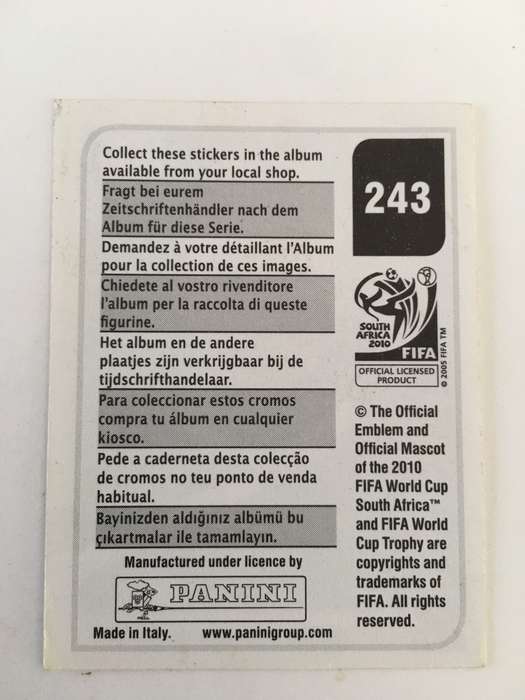 Collect these stickers in the album
available from your local shop.
Fragt bei eurem
Zeitschriftenhändler nach dem
Album für diese Serie.
Demandez à votre détaillant l'Album
pour la collection de ces images.
Chiedete al vostro rivenditore
l'album per la raccolta di queste
figurine.
Het album en de andere
plaatjes zijn verkrijgbaar bij de
tijdschrifthandelaar.
Para coleccionar estos cromos
compra tu álbum en cualquier
kiosco.
Pede a caderneta desta colecção
de cromos no teu ponto de venda
habitual.
Bayinizden aldığınız albümü bu
çıkartmalar ile tamamlayın.
Manufactured under licence by
PANINI
Made in Italy. www.paninigroup.com
243
SOUTH
AFRICA
2010
FIFA
OFFICIAL LICENSED
PRODUCT
© 2005 FIFA TM
© The Official
Emblem and
Official Mascot
of the 2010
FIFA World Cup
South Africa™
and FIFA World
Cup Trophy are
copyrights and
trademarks of
FIFA. All rights
reserved.